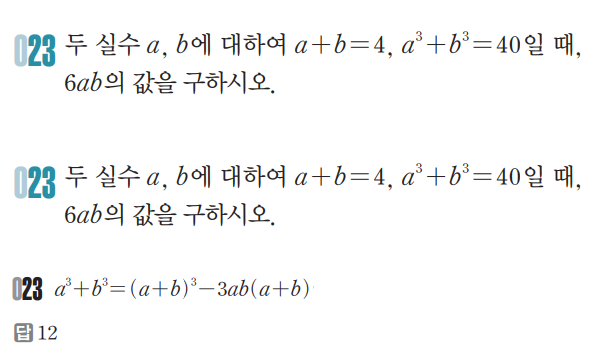 023 두 실수 a, b에 대하여 a+b=4, a³+b³=40일 때,
6ab의 값을 구하시오.
023 두 실수 a, b에 대하여 a+b=4, a³+b³=40일 때,
6ab의 값을 구하시오.
023 a³+b³=(a+b)³−3ab(a+b)
답 12